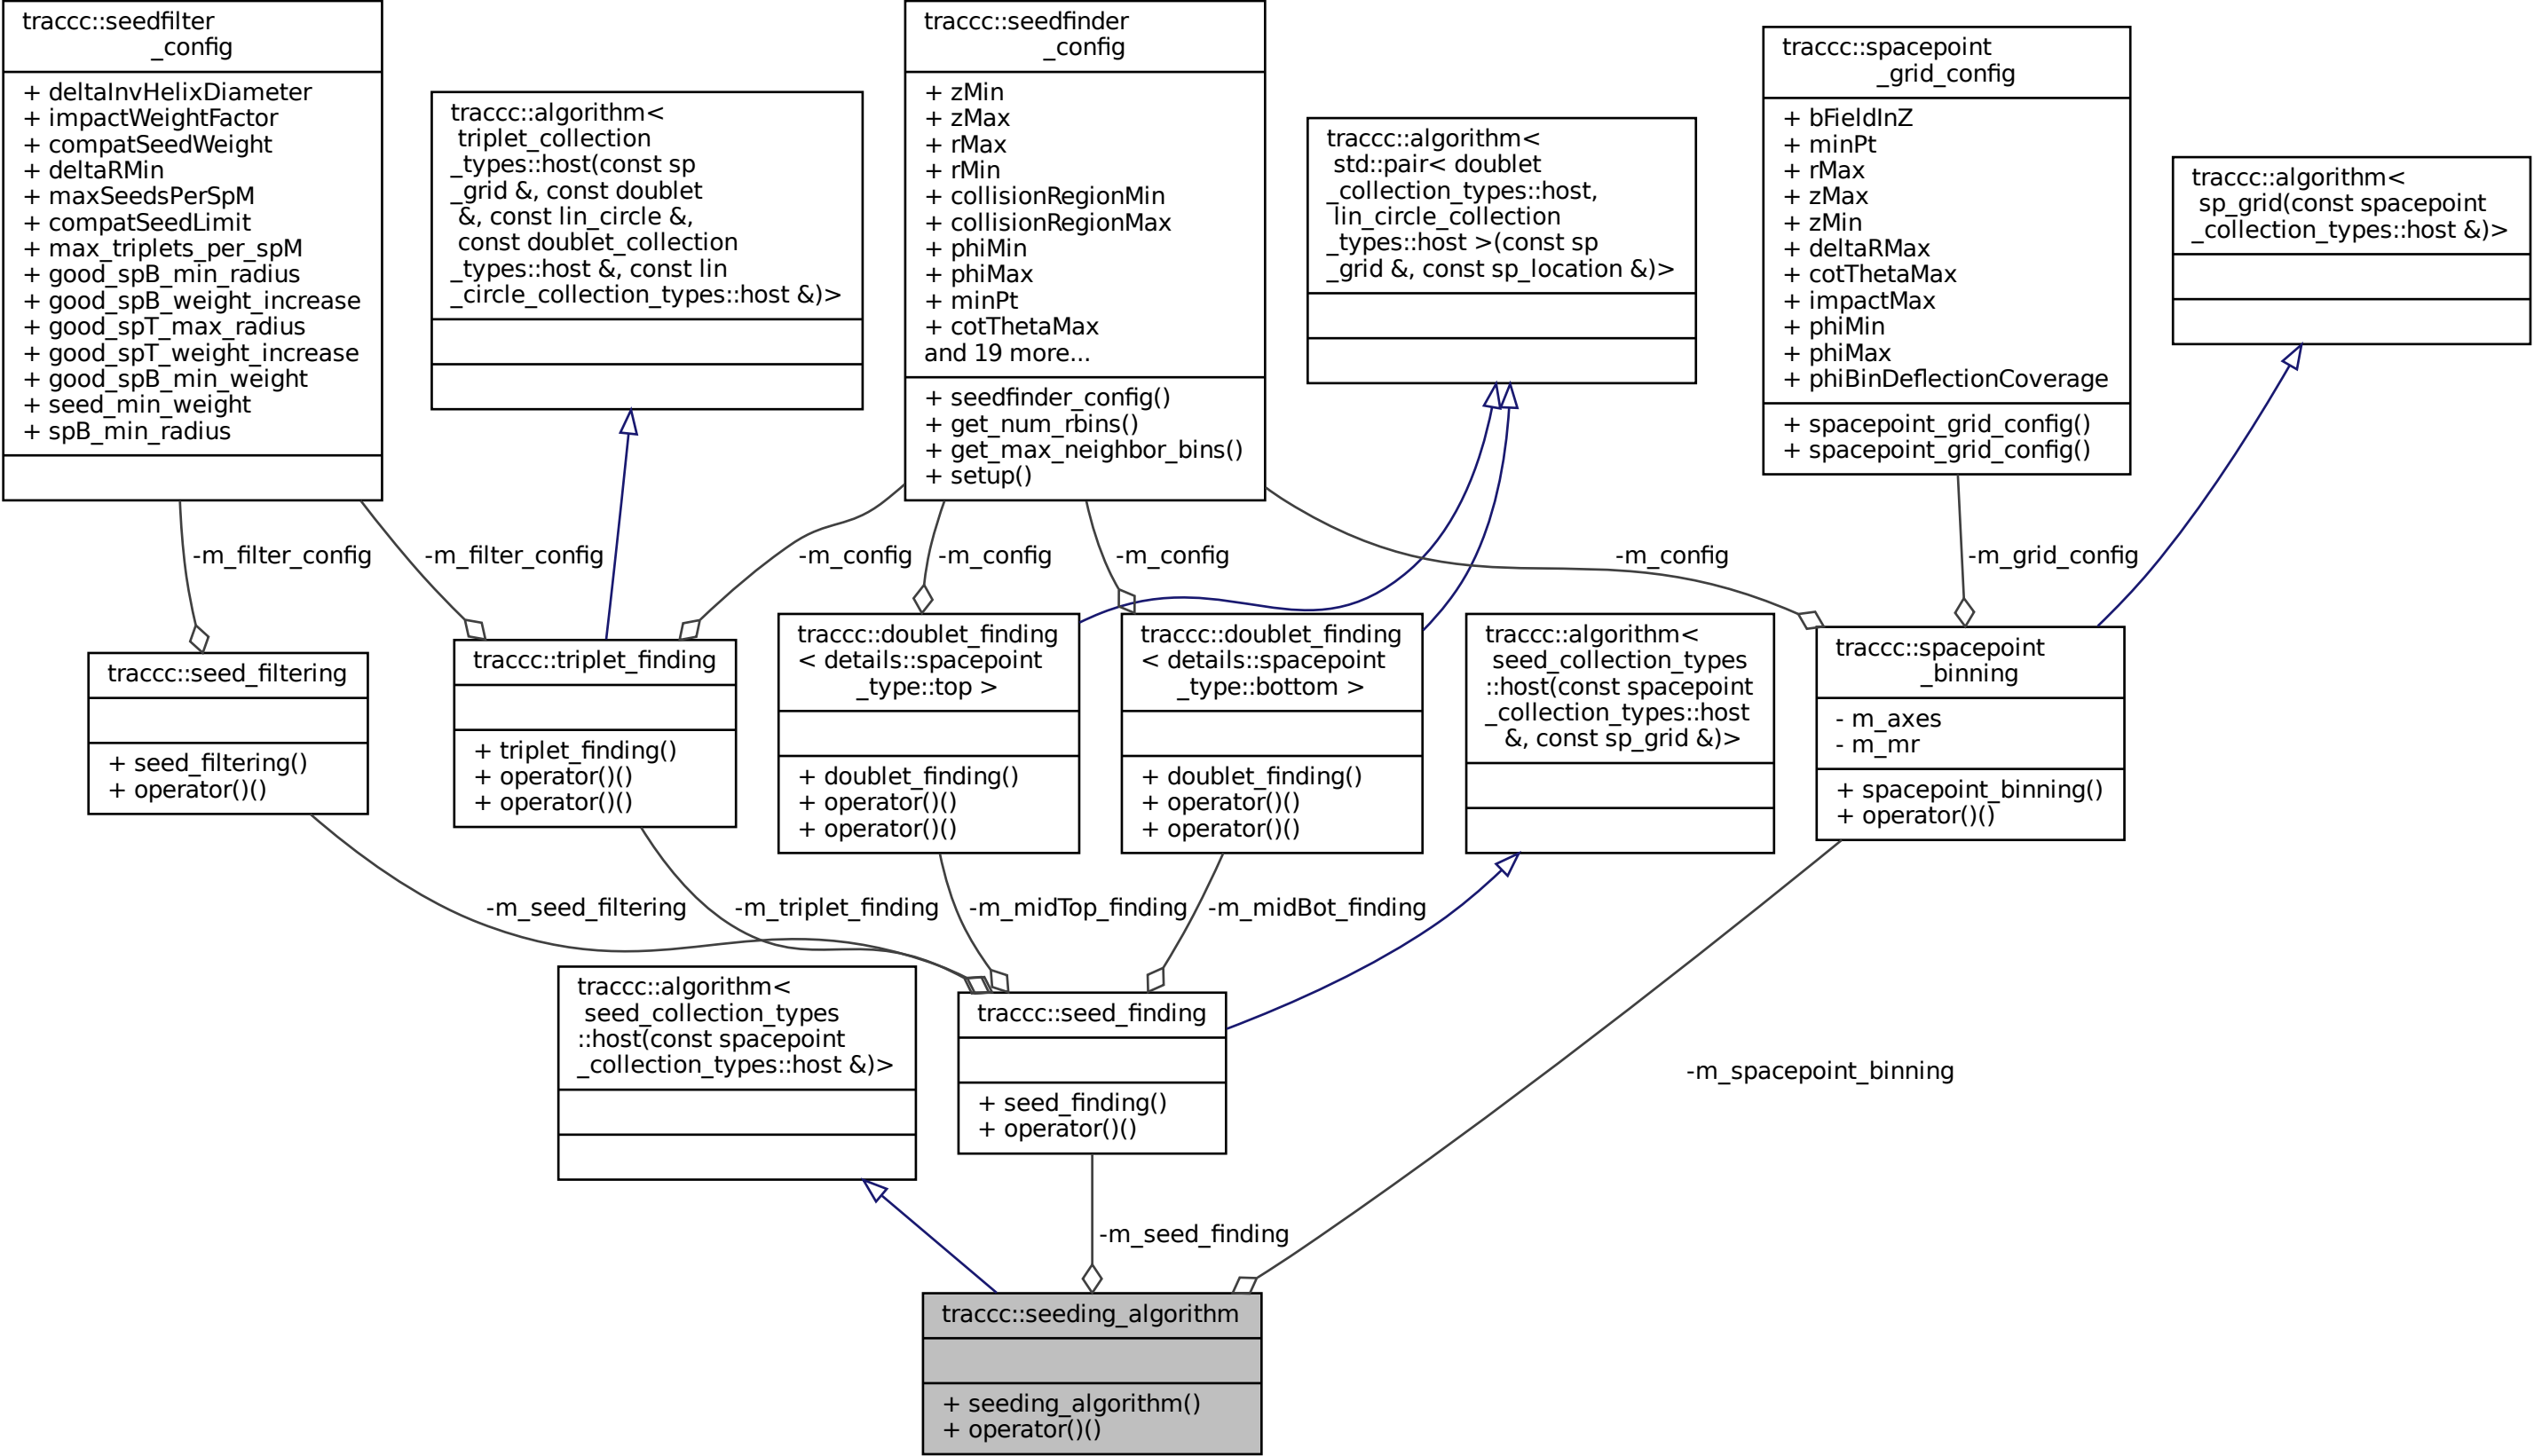 traccc::seedfilter
_config
+ deltaInvHelixDiameter
+ impactWeightFactor
+ compatSeedWeight
+ deltaRMin
+ maxSeedsPerSpM
+ compatSeedLimit
+ max_triplets_per_spM
+ good_spB_min_radius
+ good_spB_weight_increase
+ good_spT_max_radius
+ good_spT_weight_increase
+ good_spB_min_weight
+ seed_min_weight
+ spB_min_radius
traccc::algorithm<
triplet_collection
_types::host(const sp
_grid &, const doublet
&, const lin_circle &,
const doublet_collection
_types::host &, const lin
_circle_collection_types::host &)>
traccc::seedfinder
_config
+ zMin
+ zMax
+ rMax
+ rMin
+ collisionRegionMin
+ collisionRegionMax
+ phiMin
+ phiMax
+ minPt
+ cotThetaMax
and 19 more...
+ seedfinder_config()
+ get_num_rbins()
+ get_max_neighbor_bins()
+ setup()
traccc::algorithm<
std::pair< doublet
_collection_types::host,
lin_circle_collection
_types::host >(const sp
_grid &, const sp_location &)>
traccc::spacepoint
_grid_config
+ bFieldInZ
+ minPt
+ rMax
+ zMax
+ zMin
+ deltaRMax
+ cotThetaMax
+ impactMax
+ phiMin
+ phiMax
+ phiBinDeflectionCoverage
+ spacepoint_grid_config()
+ spacepoint_grid_config()
traccc::algorithm<
sp_grid(const spacepoint
_collection_types::host &)>
-m_filter_config
-m_filter_config
-m_config
-m_config
-m_config
-m_config
-m_grid_config
traccc::seed_filtering
+ seed_filtering()
+ operator()()
traccc::triplet_finding
+ triplet_finding()
+ operator()()
+ operator()()
traccc::doublet_finding
< details::spacepoint
_type::top >
+ doublet_finding()
+ operator()()
+ operator()()
traccc::doublet_finding
< details::spacepoint
_type::bottom >
+ doublet_finding()
+ operator()()
+ operator()()
traccc::algorithm<
seed_collection_types
::host(const spacepoint
_collection_types::host
&, const sp_grid &)>
traccc::spacepoint
_binning
- m_axes
- m_mr
+ spacepoint_binning()
+ operator()()
-m_seed_filtering
-m_triplet_finding
-m_midTop_finding
-m_midBot_finding
traccc::algorithm<
seed_collection_types
::host(const spacepoint
_collection_types::host &)>
traccc::seed_finding
+ seed_finding()
+ operator()()
-m_spacepoint_binning
-m_seed_finding
traccc::seeding_algorithm
+ seeding_algorithm()
+ operator()()